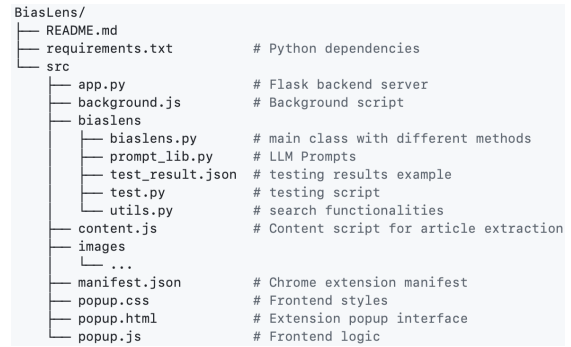 BiasLens/
├── README.md
├── requirements.txt          # Python dependencies
└── src
    ├── app.py                # Flask backend server
    ├── background.js         # Background script
    ├── biaslens
    │   ├── biaslens.py       # main class with different methods
    │   ├── prompt_lib.py     # LLM Prompts
    │   ├── test_result.json  # testing results example
    │   ├── test.py           # testing script
    │   └── utils.py          # search functionalities
    ├── content.js            # Content script for article extraction
    ├── images
    │   └── ...
    ├── manifest.json         # Chrome extension manifest
    ├── popup.css             # Frontend styles
    ├── popup.html            # Extension popup interface
    └── popup.js              # Frontend logic